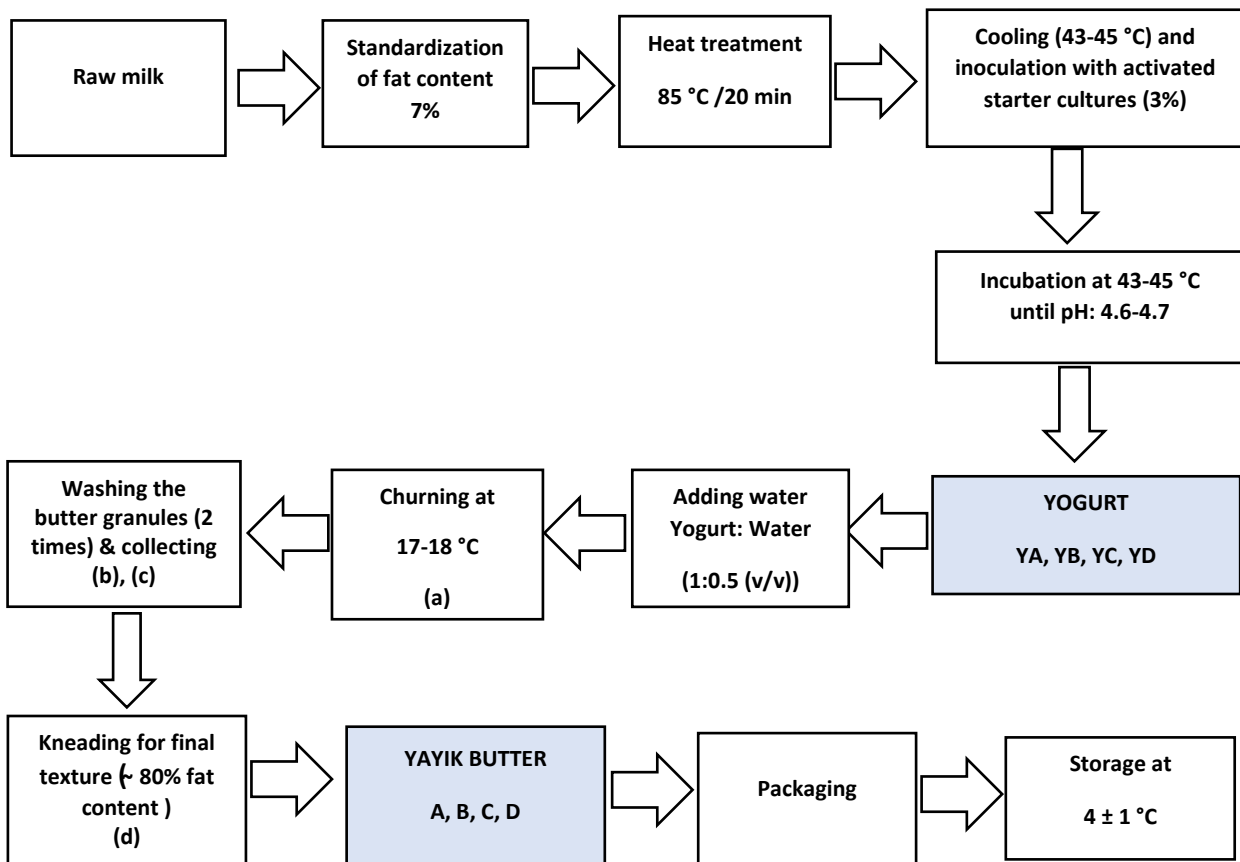 Raw milk
Standardization
of fat content
7%
Heat treatment
85 °C /20 min
Cooling (43-45 °C) and
inoculation with activated
starter cultures (3%)
Incubation at 43-45 °C
until pH: 4.6-4.7
YOGURT
YA, YB, YC, YD
Adding water
Yogurt: Water
(1:0.5 (v/v))
Churning at
17-18 °C
(a)
Washing the
butter granules (2
times) & collecting
(b), (c)
Kneading for final
texture (~ 80% fat
content )
(d)
YAYIK BUTTER
A, B, C, D
Packaging
Storage at
4 ± 1 °C